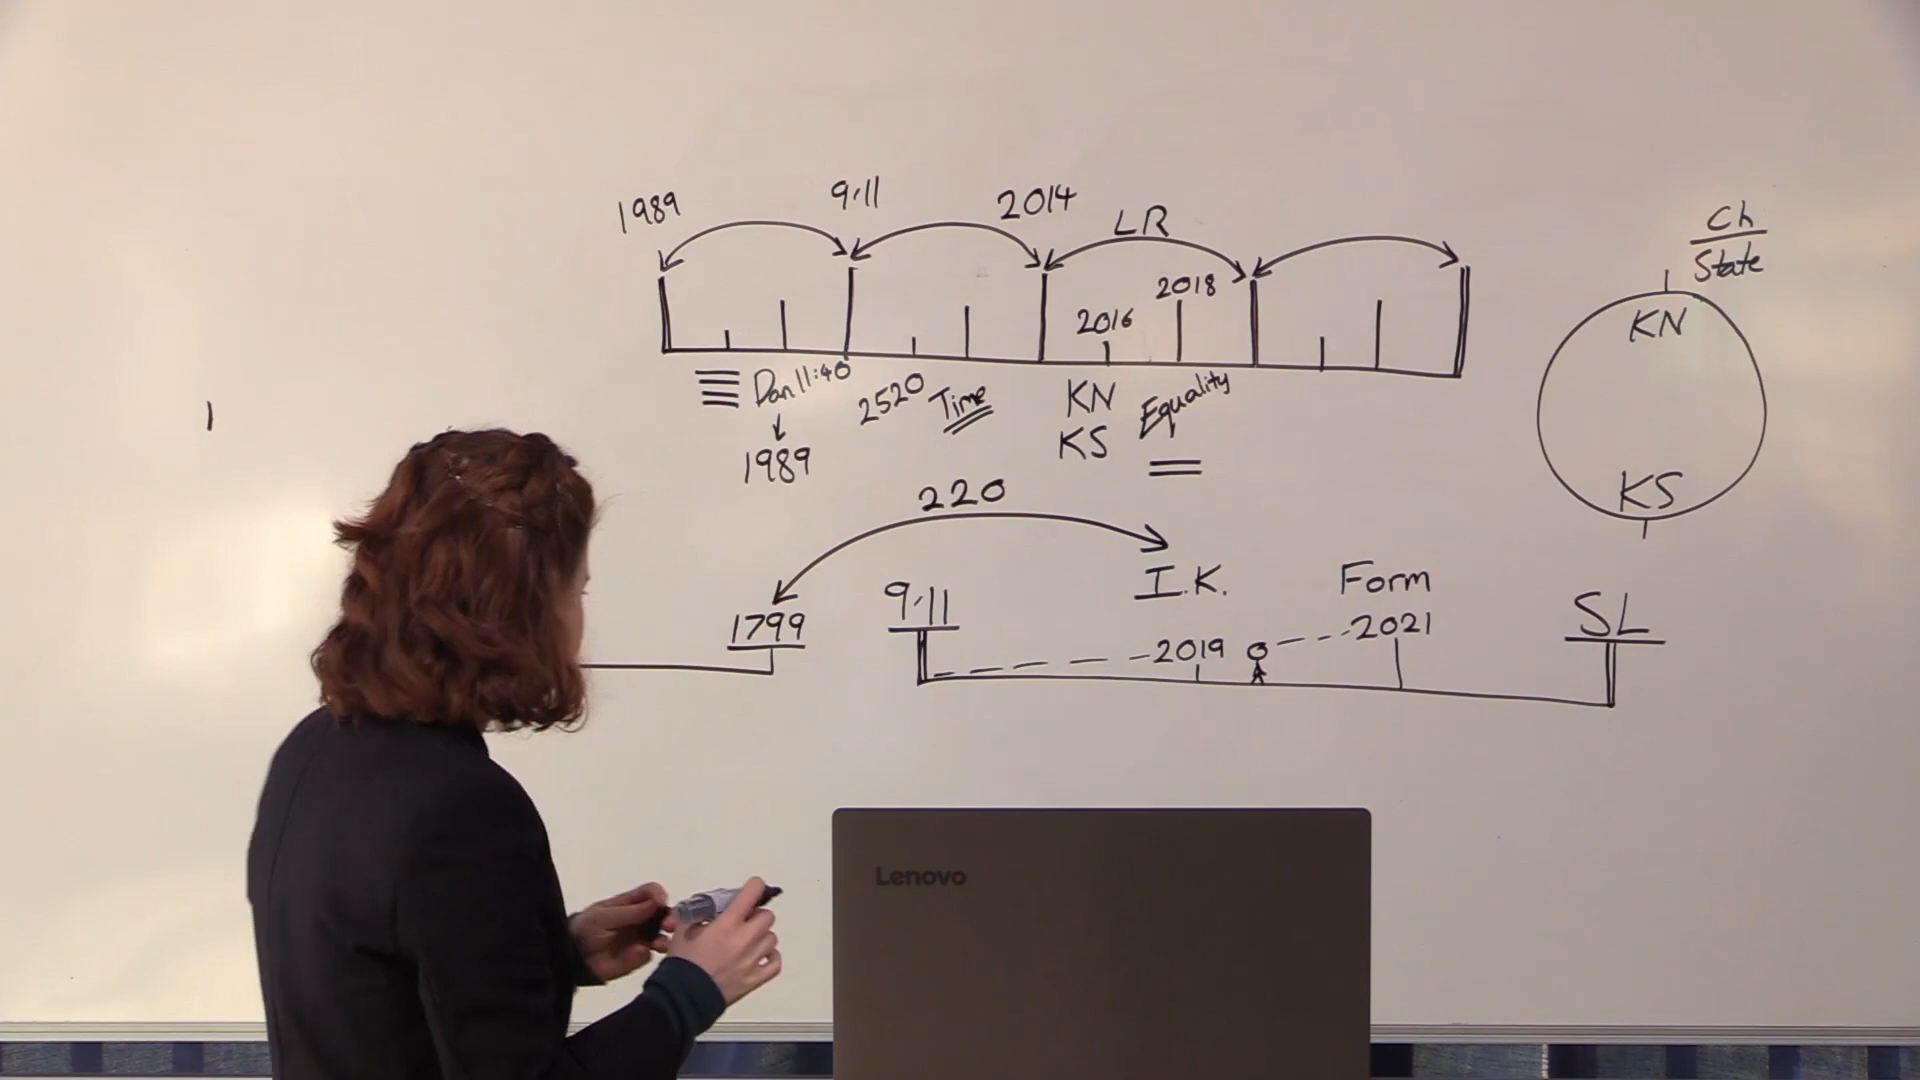 1989
9·11
2014
LR
2016
2018
Dan 11:40
1989
2520 Time
KN
KS
Equality
Ch
State
KN
KS
220
1799
9·11
I.K.
2019
Form
2021
SL
Lenovo